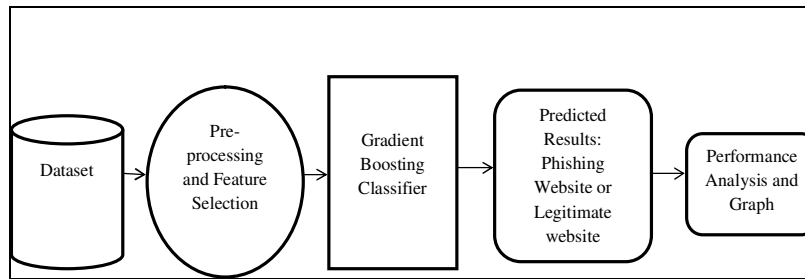 Dataset
Pre-
processing
and Feature
Selection
Gradient
Boosting
Classifier
Predicted
Results:
Phishing
Website or
Legitimate
website
Performance
Analysis and
Graph